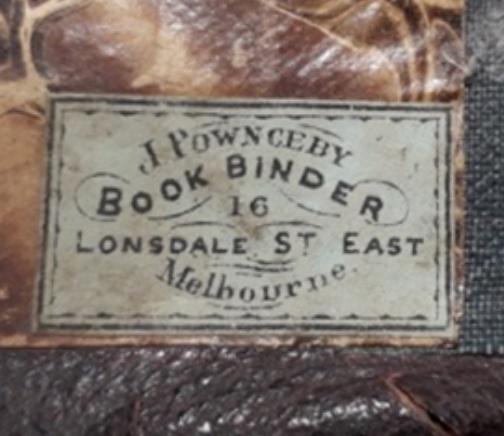 J POWNCEBY
BOOK BINDER
16
LONSDALE ST EAST
Melbourne.